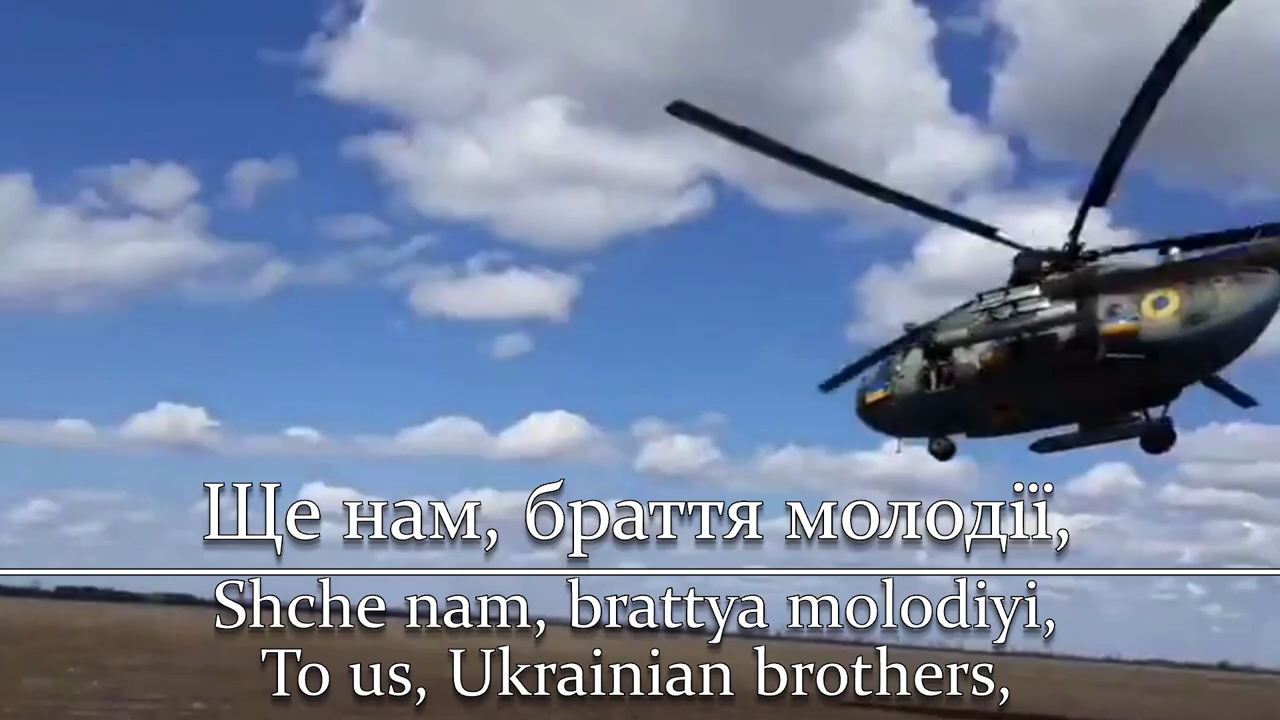 Ще нам, браття молодії,
Shche nam, brattya molodiyi,
To us, Ukrainian brothers,